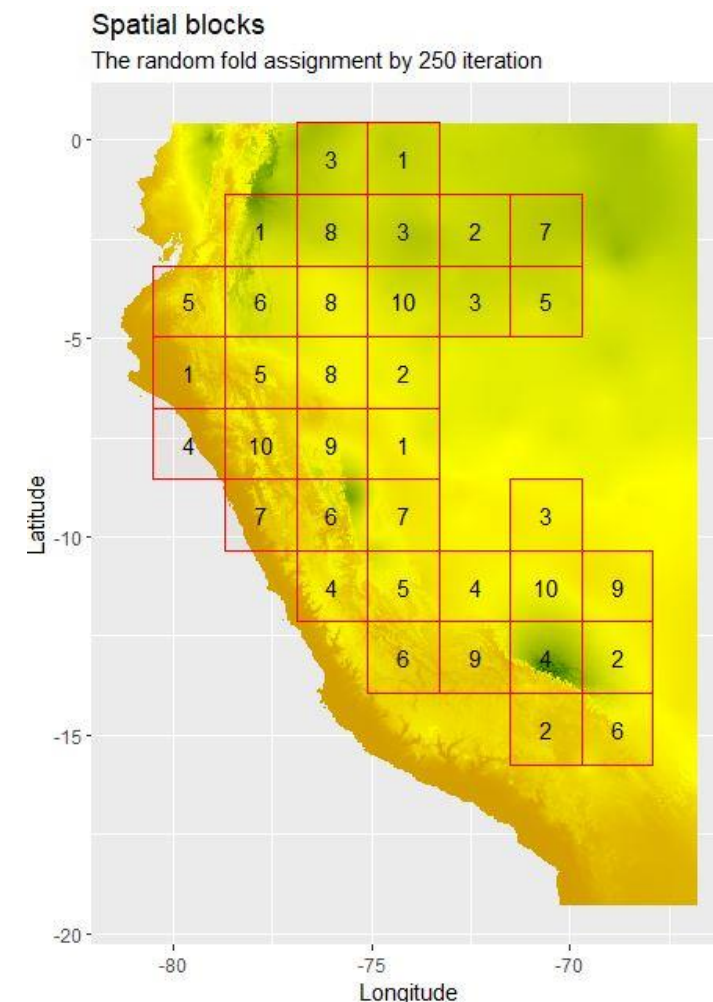 Spatial blocks
The random fold assignment by 250 iteration
0
3 1
1 8 3 2 7
5 6 8 10 3 5
-5
1 5 8 2
4 10 9 1
7 6 7 3
-10
4 5 4 10 9
6 9 4 2
2 6
-15
-20
-80 -75 -70
Latitude
Longitude